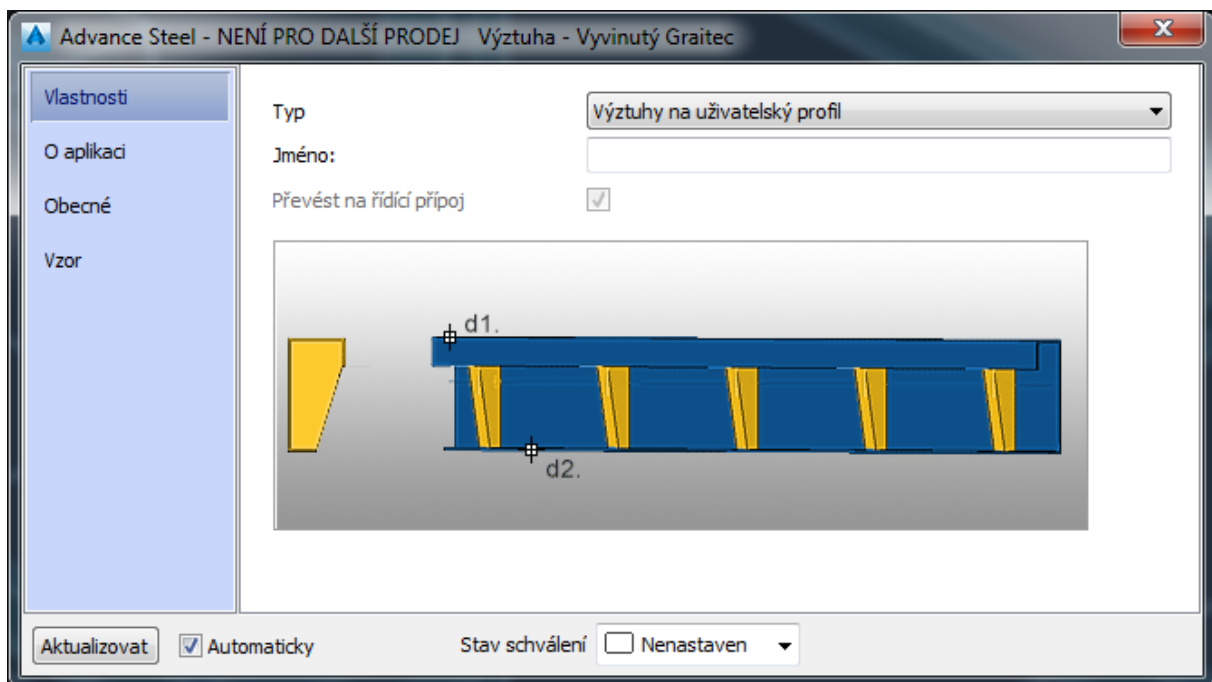 Advance Steel - NENÍ PRO DALŠÍ PRODEJ Výztuha - Vyvinutý Graitec
Vlastnosti
O aplikaci
Obecné
Vzor
Typ
Výztuhy na uživatelský profil
Jméno:
Převést na řídící přípoj
d1.
d2.
Aktualizovat
Automaticky
Stav schválení
Nenastaven